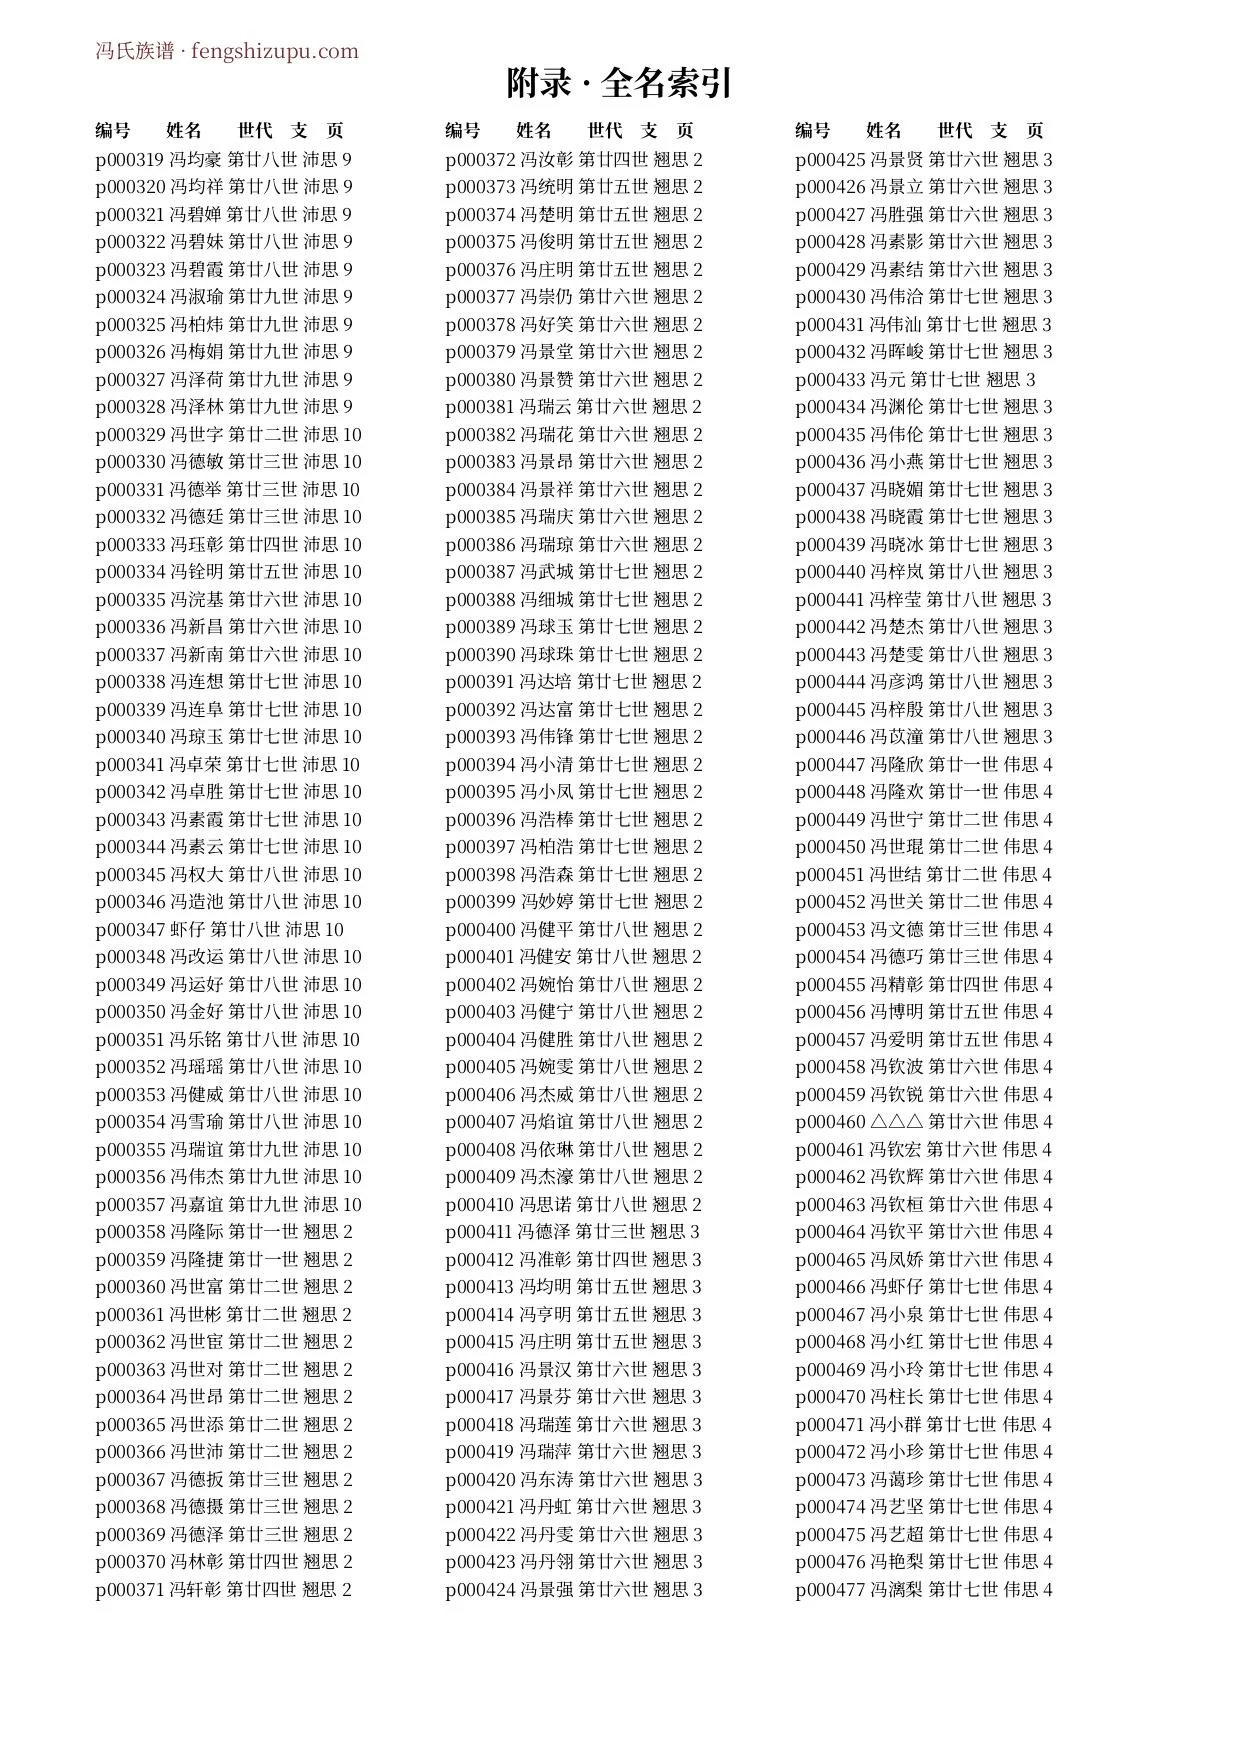 冯氏族谱 · fengshizupu.com
附录 · 全名索引
编号 姓名 世代 支 页
p000319 冯均豪 第廿八世 沛思 9
p000320 冯均祥 第廿八世 沛思 9
p000321 冯碧婵 第廿八世 沛思 9
p000322 冯碧妹 第廿八世 沛思 9
p000323 冯碧霞 第廿八世 沛思 9
p000324 冯淑瑜 第廿九世 沛思 9
p000325 冯柏炜 第廿九世 沛思 9
p000326 冯梅娟 第廿九世 沛思 9
p000327 冯泽荷 第廿九世 沛思 9
p000328 冯泽林 第廿九世 沛思 9
p000329 冯世字 第廿二世 沛思 10
p000330 冯德敏 第廿三世 沛思 10
p000331 冯德举 第廿三世 沛思 10
p000332 冯德廷 第廿三世 沛思 10
p000333 冯珏彰 第廿四世 沛思 10
p000334 冯铨明 第廿五世 沛思 10
p000335 冯浣基 第廿六世 沛思 10
p000336 冯新昌 第廿六世 沛思 10
p000337 冯新南 第廿六世 沛思 10
p000338 冯连想 第廿七世 沛思 10
p000339 冯连阜 第廿七世 沛思 10
p000340 冯琼玉 第廿七世 沛思 10
p000341 冯卓荣 第廿七世 沛思 10
p000342 冯卓胜 第廿七世 沛思 10
p000343 冯素霞 第廿七世 沛思 10
p000344 冯素云 第廿七世 沛思 10
p000345 冯权大 第廿八世 沛思 10
p000346 冯造池 第廿八世 沛思 10
p000347 虾仔 第廿八世 沛思 10
p000348 冯改运 第廿八世 沛思 10
p000349 冯运好 第廿八世 沛思 10
p000350 冯金好 第廿八世 沛思 10
p000351 冯乐铭 第廿八世 沛思 10
p000352 冯瑶瑶 第廿八世 沛思 10
p000353 冯健威 第廿八世 沛思 10
p000354 冯雪瑜 第廿八世 沛思 10
p000355 冯瑞谊 第廿九世 沛思 10
p000356 冯伟杰 第廿九世 沛思 10
p000357 冯嘉谊 第廿九世 沛思 10
p000358 冯隆际 第廿一世 翘思 2
p000359 冯隆捷 第廿一世 翘思 2
p000360 冯世富 第廿二世 翘思 2
p000361 冯世彬 第廿二世 翘思 2
p000362 冯世宦 第廿二世 翘思 2
p000363 冯世对 第廿二世 翘思 2
p000364 冯世昂 第廿二世 翘思 2
p000365 冯世添 第廿二世 翘思 2
p000366 冯世沛 第廿二世 翘思 2
p000367 冯德扳 第廿三世 翘思 2
p000368 冯德摄 第廿三世 翘思 2
p000369 冯德泽 第廿三世 翘思 2
p000370 冯林彰 第廿四世 翘思 2
p000371 冯轩彰 第廿四世 翘思 2
编号 姓名 世代 支 页
p000372 冯汝彰 第廿四世 翘思 2
p000373 冯统明 第廿五世 翘思 2
p000374 冯楚明 第廿五世 翘思 2
p000375 冯俊明 第廿五世 翘思 2
p000376 冯庄明 第廿五世 翘思 2
p000377 冯崇仍 第廿六世 翘思 2
p000378 冯好笑 第廿六世 翘思 2
p000379 冯景堂 第廿六世 翘思 2
p000380 冯景赞 第廿六世 翘思 2
p000381 冯瑞云 第廿六世 翘思 2
p000382 冯瑞花 第廿六世 翘思 2
p000383 冯景昂 第廿六世 翘思 2
p000384 冯景祥 第廿六世 翘思 2
p000385 冯瑞庆 第廿六世 翘思 2
p000386 冯瑞琼 第廿六世 翘思 2
p000387 冯武城 第廿七世 翘思 2
p000388 冯细城 第廿七世 翘思 2
p000389 冯球玉 第廿七世 翘思 2
p000390 冯球珠 第廿七世 翘思 2
p000391 冯达培 第廿七世 翘思 2
p000392 冯达富 第廿七世 翘思 2
p000393 冯伟锋 第廿七世 翘思 2
p000394 冯小清 第廿七世 翘思 2
p000395 冯小凤 第廿七世 翘思 2
p000396 冯浩棒 第廿七世 翘思 2
p000397 冯柏浩 第廿七世 翘思 2
p000398 冯浩森 第廿七世 翘思 2
p000399 冯妙婷 第廿七世 翘思 2
p000400 冯健平 第廿八世 翘思 2
p000401 冯健安 第廿八世 翘思 2
p000402 冯婉怡 第廿八世 翘思 2
p000403 冯健宁 第廿八世 翘思 2
p000404 冯健胜 第廿八世 翘思 2
p000405 冯婉雯 第廿八世 翘思 2
p000406 冯杰威 第廿八世 翘思 2
p000407 冯焰谊 第廿八世 翘思 2
p000408 冯依琳 第廿八世 翘思 2
p000409 冯杰濠 第廿八世 翘思 2
p000410 冯思诺 第廿八世 翘思 2
p000411 冯德泽 第廿三世 翘思 3
p000412 冯准彰 第廿四世 翘思 3
p000413 冯均明 第廿五世 翘思 3
p000414 冯亨明 第廿五世 翘思 3
p000415 冯庄明 第廿五世 翘思 3
p000416 冯景汉 第廿六世 翘思 3
p000417 冯景芬 第廿六世 翘思 3
p000418 冯瑞莲 第廿六世 翘思 3
p000419 冯瑞萍 第廿六世 翘思 3
p000420 冯东涛 第廿六世 翘思 3
p000421 冯丹虹 第廿六世 翘思 3
p000422 冯丹雯 第廿六世 翘思 3
p000423 冯丹翎 第廿六世 翘思 3
p000424 冯景强 第廿六世 翘思 3
编号 姓名 世代 支 页
p000425 冯景贤 第廿六世 翘思 3
p000426 冯景立 第廿六世 翘思 3
p000427 冯胜强 第廿六世 翘思 3
p000428 冯素影 第廿六世 翘思 3
p000429 冯素结 第廿六世 翘思 3
p000430 冯伟洽 第廿七世 翘思 3
p000431 冯伟汕 第廿七世 翘思 3
p000432 冯晖峻 第廿七世 翘思 3
p000433 冯元 第廿七世 翘思 3
p000434 冯渊伦 第廿七世 翘思 3
p000435 冯伟伦 第廿七世 翘思 3
p000436 冯小燕 第廿七世 翘思 3
p000437 冯晓媚 第廿七世 翘思 3
p000438 冯晓霞 第廿七世 翘思 3
p000439 冯晓冰 第廿七世 翘思 3
p000440 冯梓岚 第廿八世 翘思 3
p000441 冯梓莹 第廿八世 翘思 3
p000442 冯楚杰 第廿八世 翘思 3
p000443 冯楚雯 第廿八世 翘思 3
p000444 冯彦鸿 第廿八世 翘思 3
p000445 冯梓殷 第廿八世 翘思 3
p000446 冯苡潼 第廿八世 翘思 3
p000447 冯隆欣 第廿一世 伟思 4
p000448 冯隆欢 第廿一世 伟思 4
p000449 冯世宁 第廿二世 伟思 4
p000450 冯世琨 第廿二世 伟思 4
p000451 冯世结 第廿二世 伟思 4
p000452 冯世关 第廿二世 伟思 4
p000453 冯文德 第廿三世 伟思 4
p000454 冯德巧 第廿三世 伟思 4
p000455 冯精彰 第廿四世 伟思 4
p000456 冯博明 第廿五世 伟思 4
p000457 冯爱明 第廿五世 伟思 4
p000458 冯钦波 第廿六世 伟思 4
p000459 冯钦锐 第廿六世 伟思 4
p000460 △△△ 第廿六世 伟思 4
p000461 冯钦宏 第廿六世 伟思 4
p000462 冯钦辉 第廿六世 伟思 4
p000463 冯钦桓 第廿六世 伟思 4
p000464 冯钦平 第廿六世 伟思 4
p000465 冯凤娇 第廿六世 伟思 4
p000466 冯虾仔 第廿七世 伟思 4
p000467 冯小泉 第廿七世 伟思 4
p000468 冯小红 第廿七世 伟思 4
p000469 冯小玲 第廿七世 伟思 4
p000470 冯柱长 第廿七世 伟思 4
p000471 冯小群 第廿七世 伟思 4
p000472 冯小珍 第廿七世 伟思 4
p000473 冯蔼珍 第廿七世 伟思 4
p000474 冯艺坚 第廿七世 伟思 4
p000475 冯艺超 第廿七世 伟思 4
p000476 冯艳梨 第廿七世 伟思 4
p000477 冯漓梨 第廿七世 伟思 4